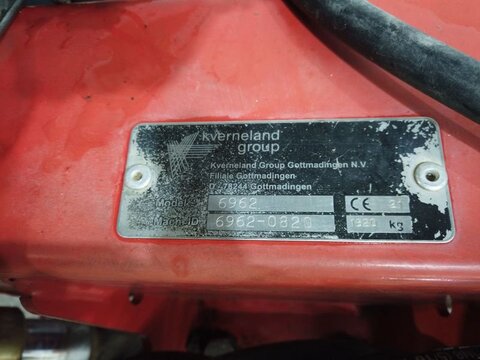 kverneland
group
Kverneland Group Gottmadingen N.V.
Filiale Gottmadingen
D-78244 Gottmadingen
Model 6962 CE
Mach.ID 6962-0820 kg